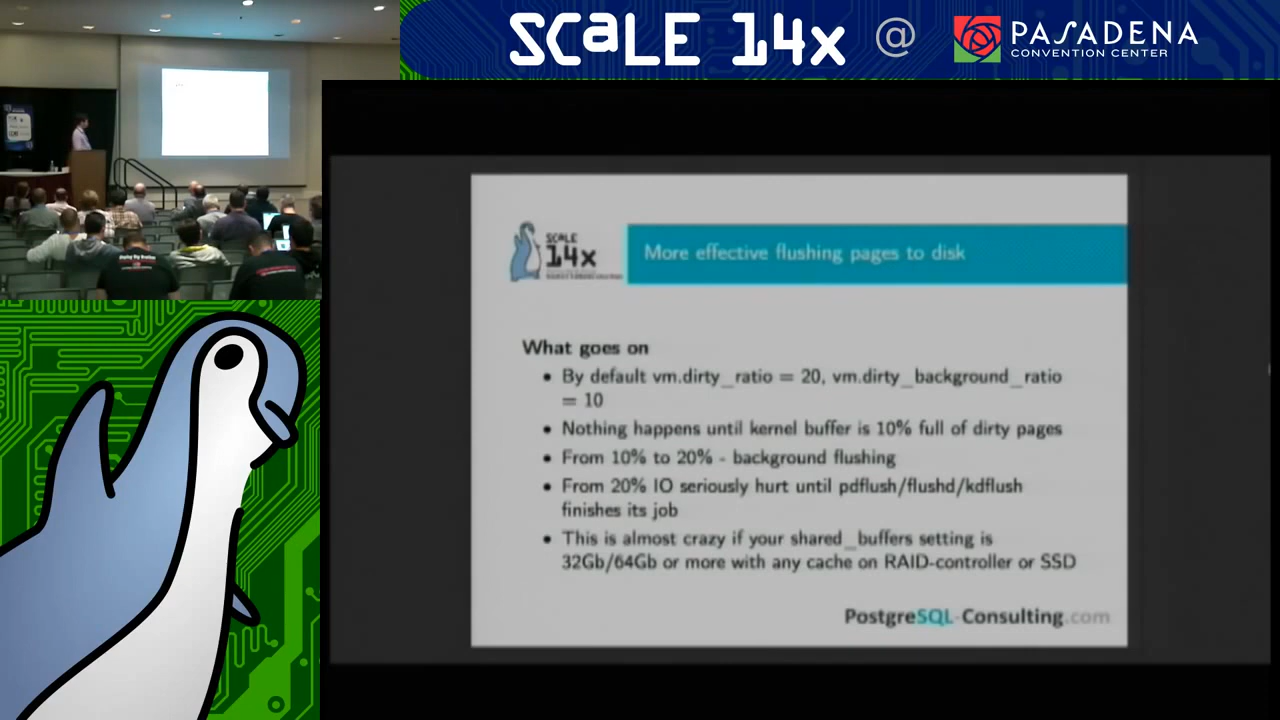 SCaLE 14x @ PASADENA
CONVENTION CENTER
SCALE
14x
More effective flushing pages to disk
What goes on
• By default vm.dirty_ratio = 20, vm.dirty_background_ratio
= 10
• Nothing happens until kernel buffer is 10% full of dirty pages
• From 10% to 20% - background flushing
• From 20% IO seriously hurt until pdflush/flushd/kdflush
finishes its job
• This is almost crazy if your shared_buffers setting is
32Gb/64Gb or more with any cache on RAID-controller or SSD
PostgreSQL-Consulting.com